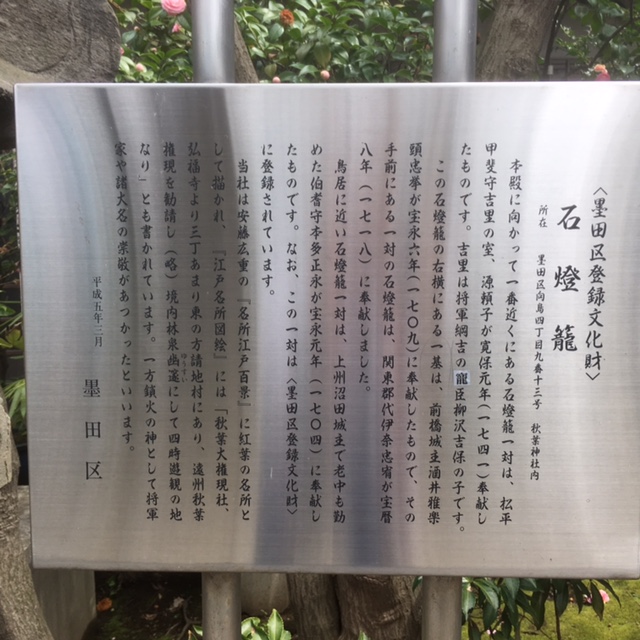 〈墨田区登録文化財〉
石燈籠
所在 墨田区向島四丁目九番十三号 秋葉神社内
本殿に向かって一番近くにある石燈籠一対は、松平
甲斐守吉里の室、源頼子が寛保元年(一七四一)奉献し
たものです。吉里は将軍綱吉の寵臣柳沢吉保の子です。
この石燈籠の右横にある一基は、前橋城主酒井雅楽
頭忠挙が宝永六年(一七〇九)に奉献したもので、その
手前にある一対の石燈籠は、関東郡代伊奈忠宥が宝暦
八年(一七一八)に奉献しました。
鳥居に近い石燈籠一対は、上州沼田城主で老中も勤
めた伯耆守本多正永が宝永元年(一七〇四)に奉献し
たものです。なお、この一対は〈墨田区登録文化財〉
に登録されています。
当社は安藤広重の『名所江戸百景』に紅葉の名所と
して描かれ、『江戸名所図絵』には「秋葉大権現社、
弘福寺より三丁あまり東の方請地村にあり、遠州秋葉
権現を勧請し(略)境内林泉幽邃にして四時遊観の地
なり」とも書かれています。一方鎮火の神として将軍
家や諸大名の崇敬があつかったといいます。
平成五年三月
墨田区